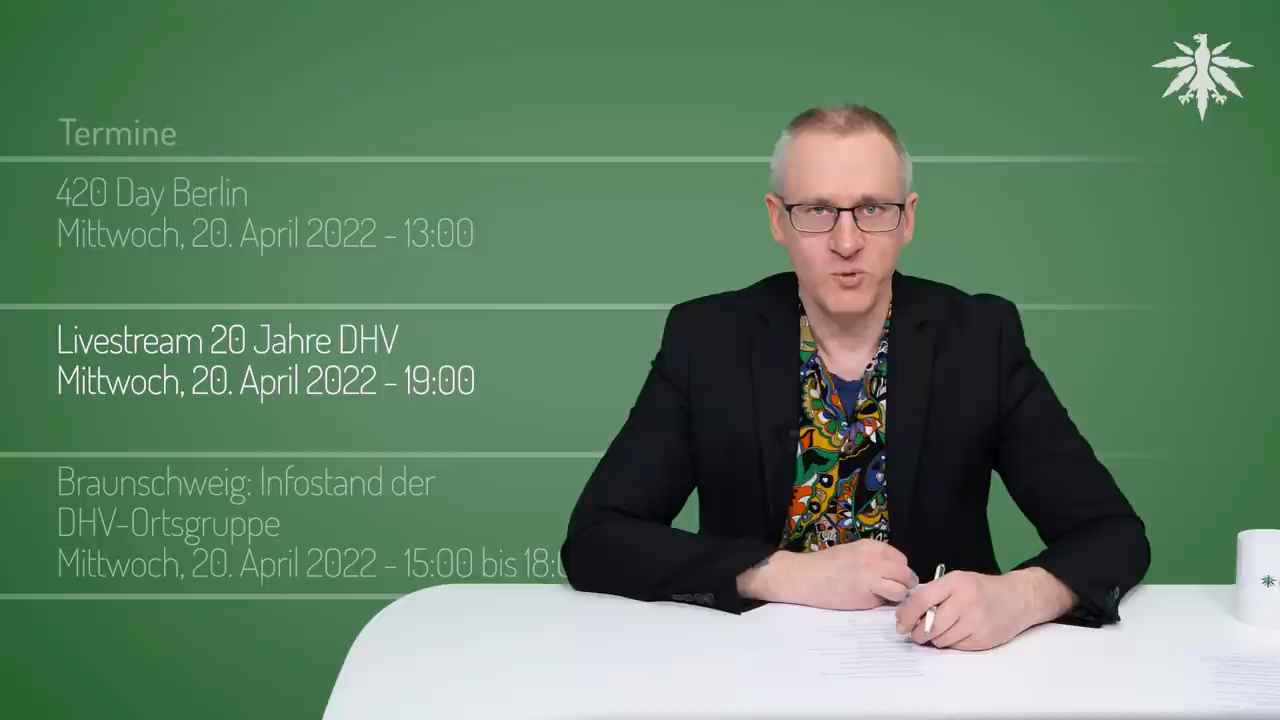 Termine
420 Day Berlin
Mittwoch, 20. April 2022 - 13:00
Livestream 20 Jahre DHV
Mittwoch, 20. April 2022 - 19:00
Braunschweig: Infostand der
DHV-Ortsgruppe
Mittwoch, 20. April 2022 - 15:00 bis